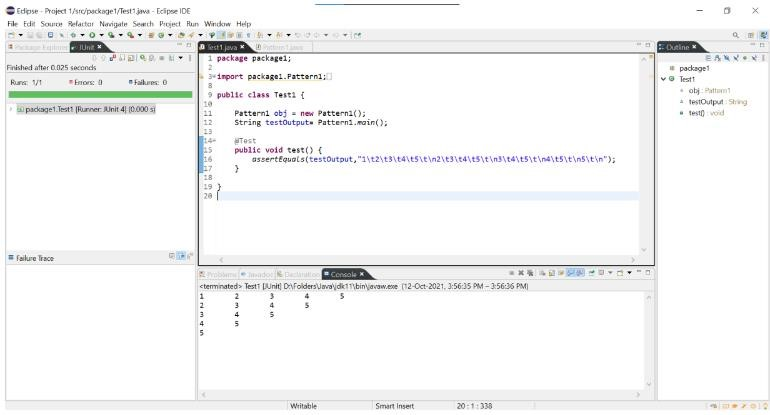 Eclipse - Project 1/src/package1/Test1.java - Eclipse IDE
File Edit Source Refactor Navigate Search Project Run Window Help
Package Explorer JUnit
Finished after 0.025 seconds
Runs: 1/1 Errors: 0 Failures: 0
package1.Test1 [Runner: JUnit 4] (0.000 s)
Failure Trace
Test1.java Pattern1.java
1 package package1;
2
3 import package1.Pattern1;
8
9 public class Test1 {
10
11 Pattern1 obj = new Pattern1();
12 String testOutput= Pattern1.main();
13
14 @Test
15 public void test() {
16 assertEquals(testOutput,"1\t2\t3\t4\t5\t\n2\t3\t4\t5\t\n3\t4\t5\t\n4\t5\t\n5\t\n");
17 }
18
19 }
20
Problems Javadoc Declaration Console
<terminated> Test1 [JUnit] D:\Folders\Java\jdk11\bin\javaw.exe (12-Oct-2021, 3:56:35 PM – 3:56:36 PM)
1 2 3 4 5
2 3 4 5
3 4 5
4 5
5
Outline
package1
Test1
obj : Pattern1
testOutput : String
test() : void
Writable Smart Insert 20 : 1 : 338